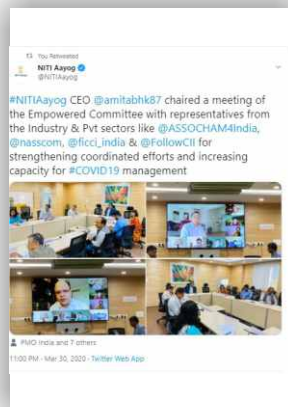 You Retweeted
NITI Aayog
@NITIAayog
#NITIAayog CEO @amitabhk87 chaired a meeting of
the Empowered Committee with representatives from
the Industry & Pvt sectors like @ASSOCHAM4India,
@nasscom, @ficci_india & @FollowCII for
strengthening coordinated efforts and increasing
capacity for #COVID19 management
PMO India and 7 others
11:00 PM · Mar 30, 2020 · Twitter Web App